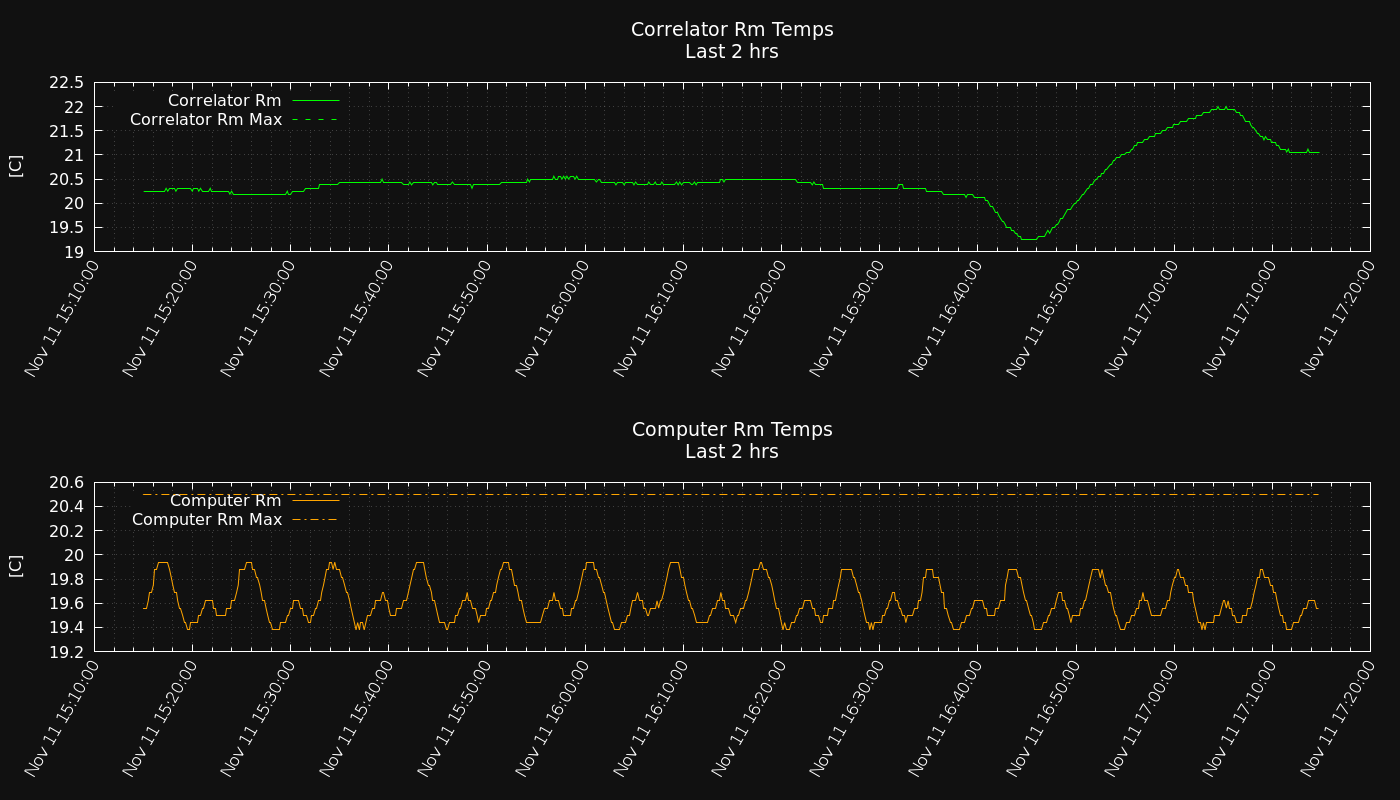 Correlator Rm Temps
Last 2 hrs
22.5
22
21.5
21
20.5
20
19.5
19
[C]
Correlator Rm
Correlator Rm Max
Nov 11 15:10:00
Nov 11 15:20:00
Nov 11 15:30:00
Nov 11 15:40:00
Nov 11 15:50:00
Nov 11 16:00:00
Nov 11 16:10:00
Nov 11 16:20:00
Nov 11 16:30:00
Nov 11 16:40:00
Nov 11 16:50:00
Nov 11 17:00:00
Nov 11 17:10:00
Nov 11 17:20:00
Computer Rm Temps
Last 2 hrs
20.6
20.4
20.2
20
19.8
19.6
19.4
19.2
[C]
Computer Rm
Computer Rm Max
Nov 11 15:10:00
Nov 11 15:20:00
Nov 11 15:30:00
Nov 11 15:40:00
Nov 11 15:50:00
Nov 11 16:00:00
Nov 11 16:10:00
Nov 11 16:20:00
Nov 11 16:30:00
Nov 11 16:40:00
Nov 11 16:50:00
Nov 11 17:00:00
Nov 11 17:10:00
Nov 11 17:20:00